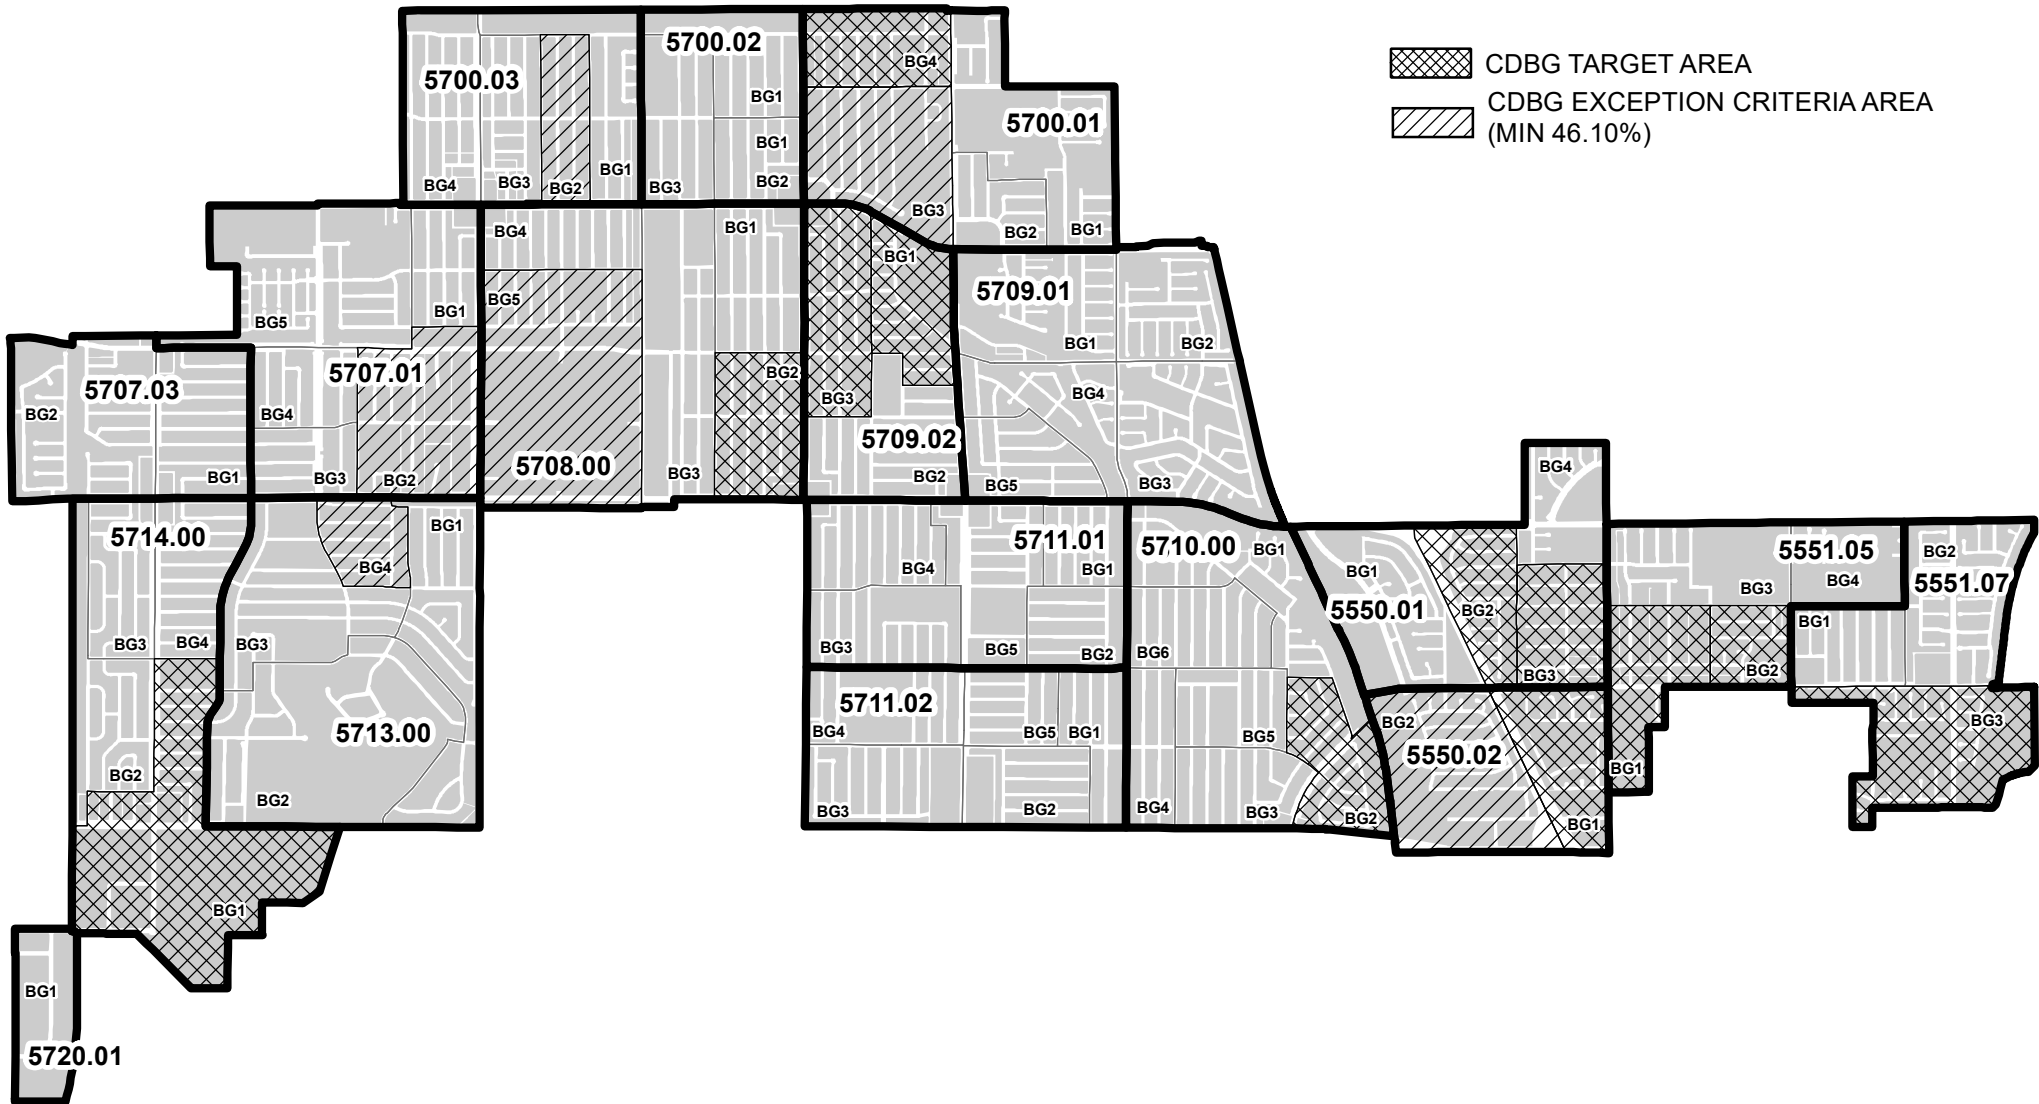 CDBG TARGET AREA
CDBG EXCEPTION CRITERIA AREA
(MIN 46.10%)
5700.03
BG4
BG3
BG2
BG1
5700.02
BG1
BG1
BG3
BG2
5700.01
BG4
BG3
BG2
BG1
5707.01
BG5
BG1
BG4
BG3
BG2
5707.03
BG2
BG1
5708.00
BG4
BG1
BG5
BG2
BG3
5709.02
BG1
BG3
BG2
5709.01
BG1
BG2
BG4
BG5
BG3
5714.00
BG3
BG4
BG2
BG1
5713.00
BG1
BG4
BG3
BG2
5720.01
BG1
5711.01
BG4
BG1
BG3
BG5
BG2
5711.02
BG4
BG5
BG1
BG3
BG2
5710.00
BG1
BG6
BG5
BG4
BG3
BG2
5550.01
BG4
BG1
BG2
BG3
5550.02
BG2
BG1
5551.05
BG3
BG4
BG2
BG1
5551.07
BG2
BG1
BG3